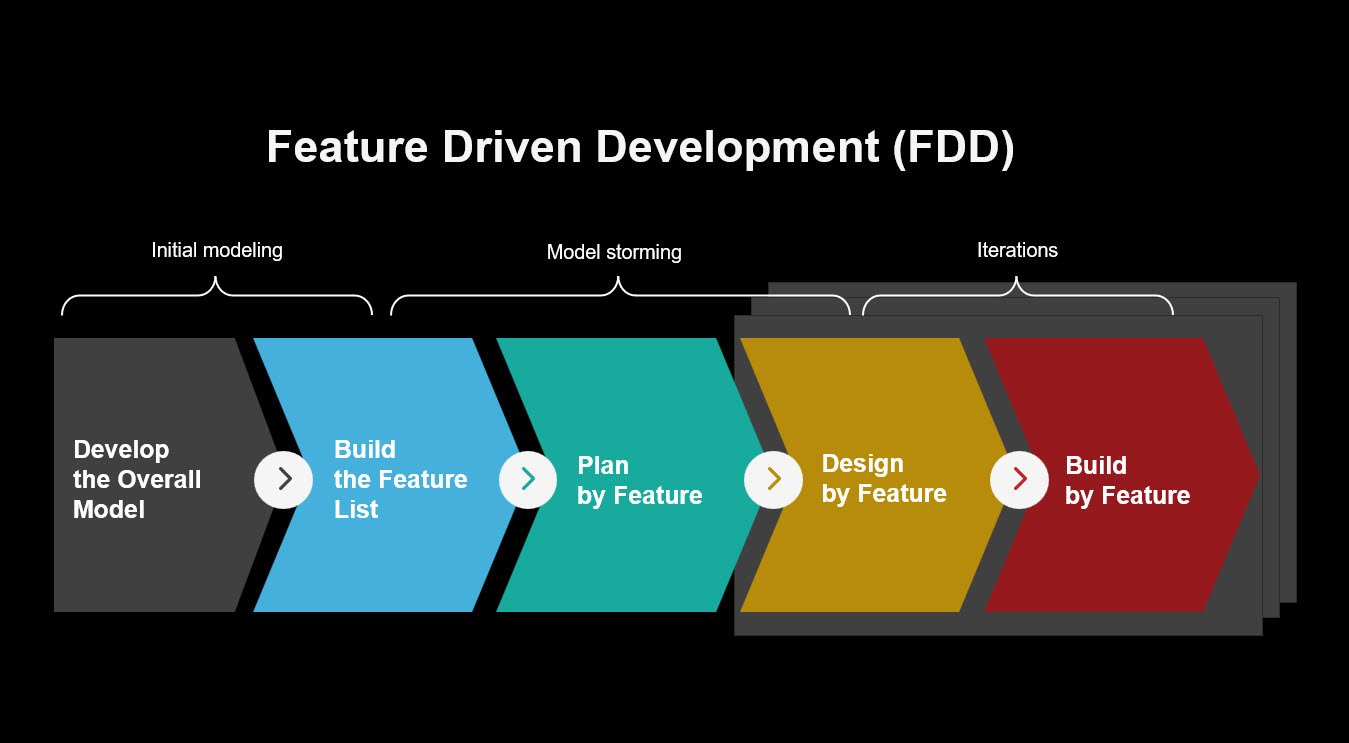 Feature Driven Development (FDD)
Initial modeling
Model storming
Iterations
Develop
the Overall
Model
Build
the Feature
List
Plan
by Feature
Design
by Feature
Build
by Feature